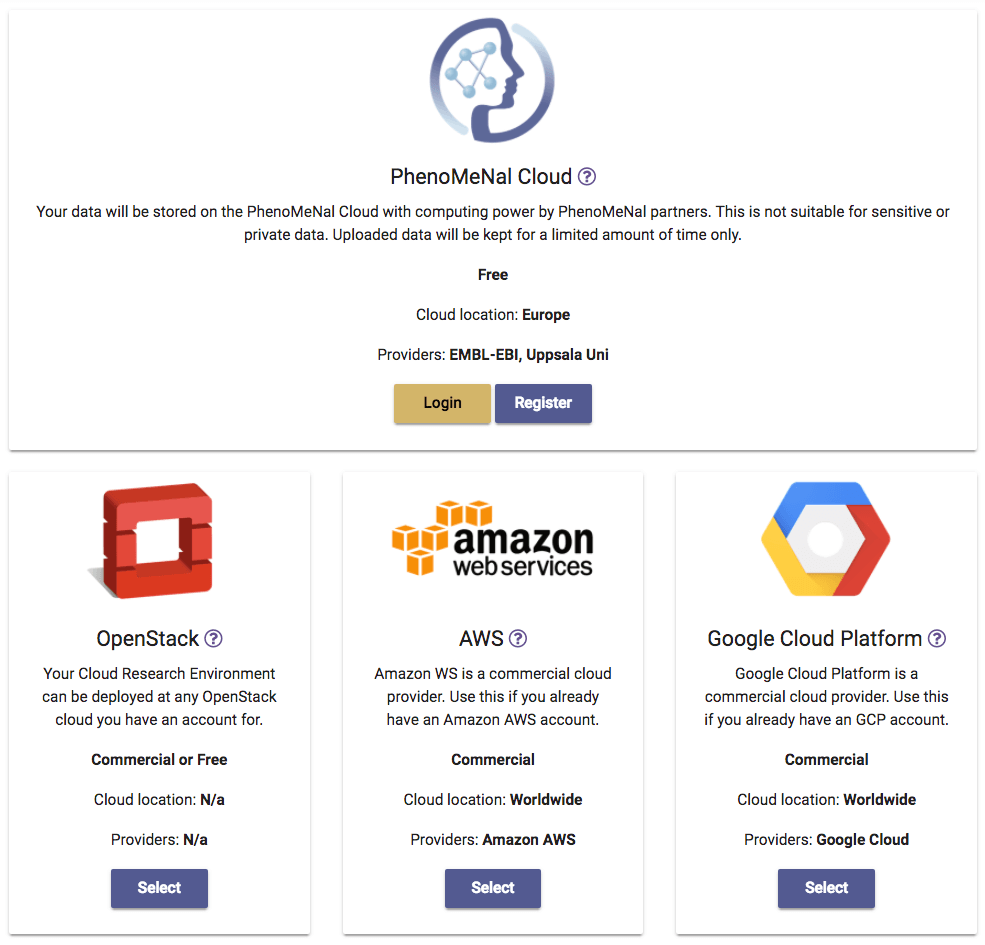 PhenoMeNal Cloud ?
Your data will be stored on the PhenoMeNal Cloud with computing power by PhenoMeNal partners. This is not suitable for sensitive or
private data. Uploaded data will be kept for a limited amount of time only.
Free
Cloud location: Europe
Providers: EMBL-EBI, Uppsala Uni
Login
Register
OpenStack ?
Your Cloud Research Environment
can be deployed at any OpenStack
cloud you have an account for.
Commercial or Free
Cloud location: N/a
Providers: N/a
Select
amazon
web services
AWS ?
Amazon WS is a commercial cloud
provider. Use this if you already
have an Amazon AWS account.
Commercial
Cloud location: Worldwide
Providers: Amazon AWS
Select
Google Cloud Platform ?
Google Cloud Platform is a
commercial cloud provider. Use this
if you already have an GCP account.
Commercial
Cloud location: Worldwide
Providers: Google Cloud
Select